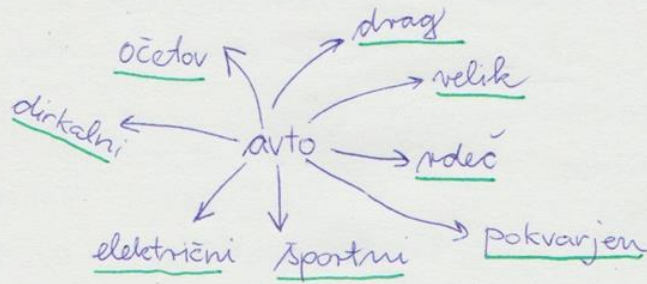 drag
očetov
velik
dirkalni
avto
rdeč
pokvarjen
električni športni